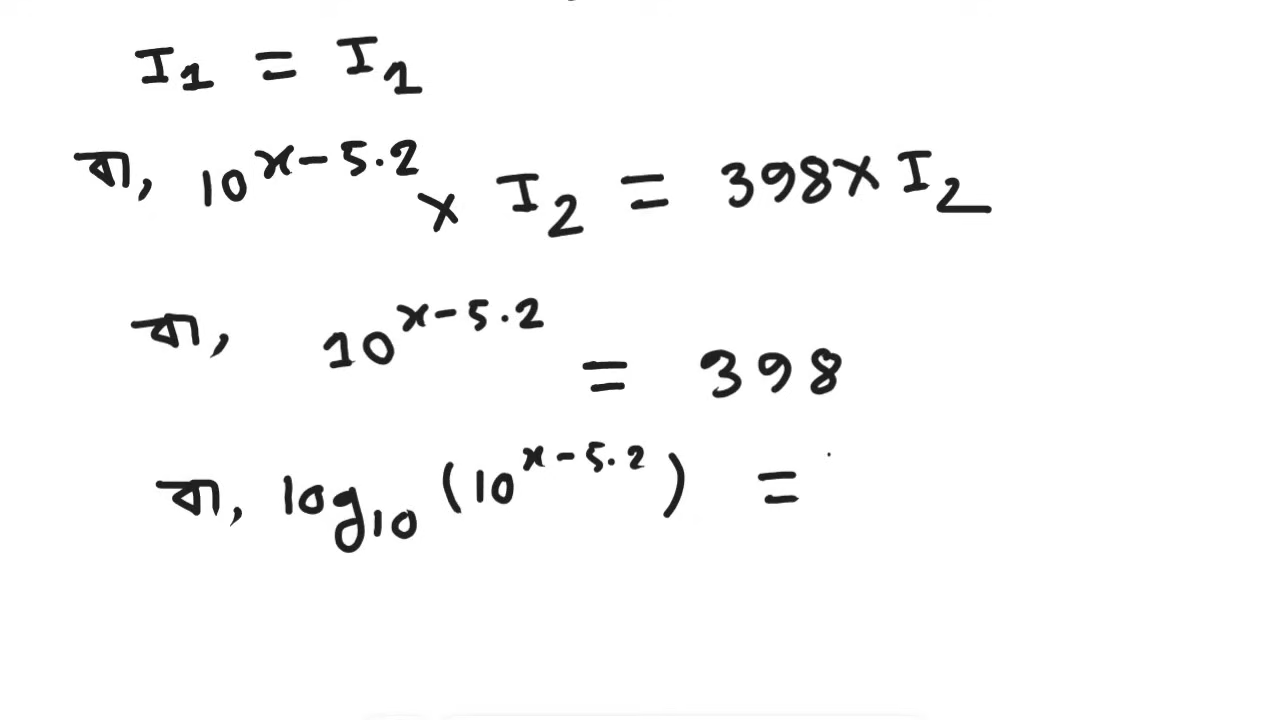 I₁ = I₁
বা, 10^(x-5.2) × I₂ = 398 × I₂
বা, 10^(x-5.2) = 398
বা, log₁₀ (10^(x-5.2)) =